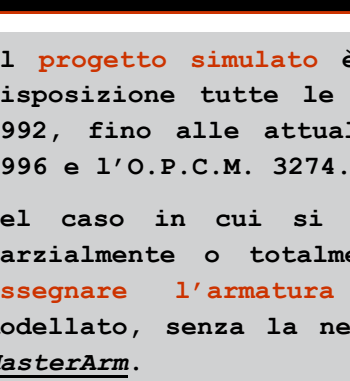 l progetto simulato è
isposizione tutte le
992, fino alle attual
996 e l'O.P.C.M. 3274.
el caso in cui si
arzialmente o totalme
ssegnare l'armatura
odellato, senza la ne
MasterArm.